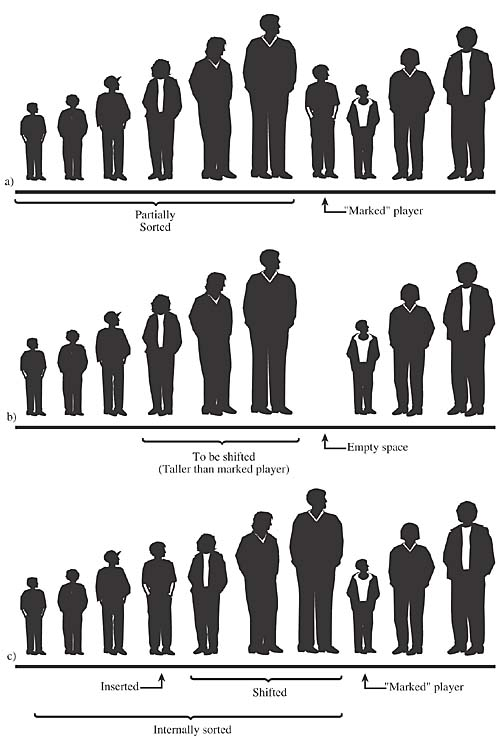 a)
Partially
Sorted
"Marked" player
b)
To be shifted
(Taller than marked player)
Empty space
c)
Inserted
Shifted
"Marked" player
Internally sorted